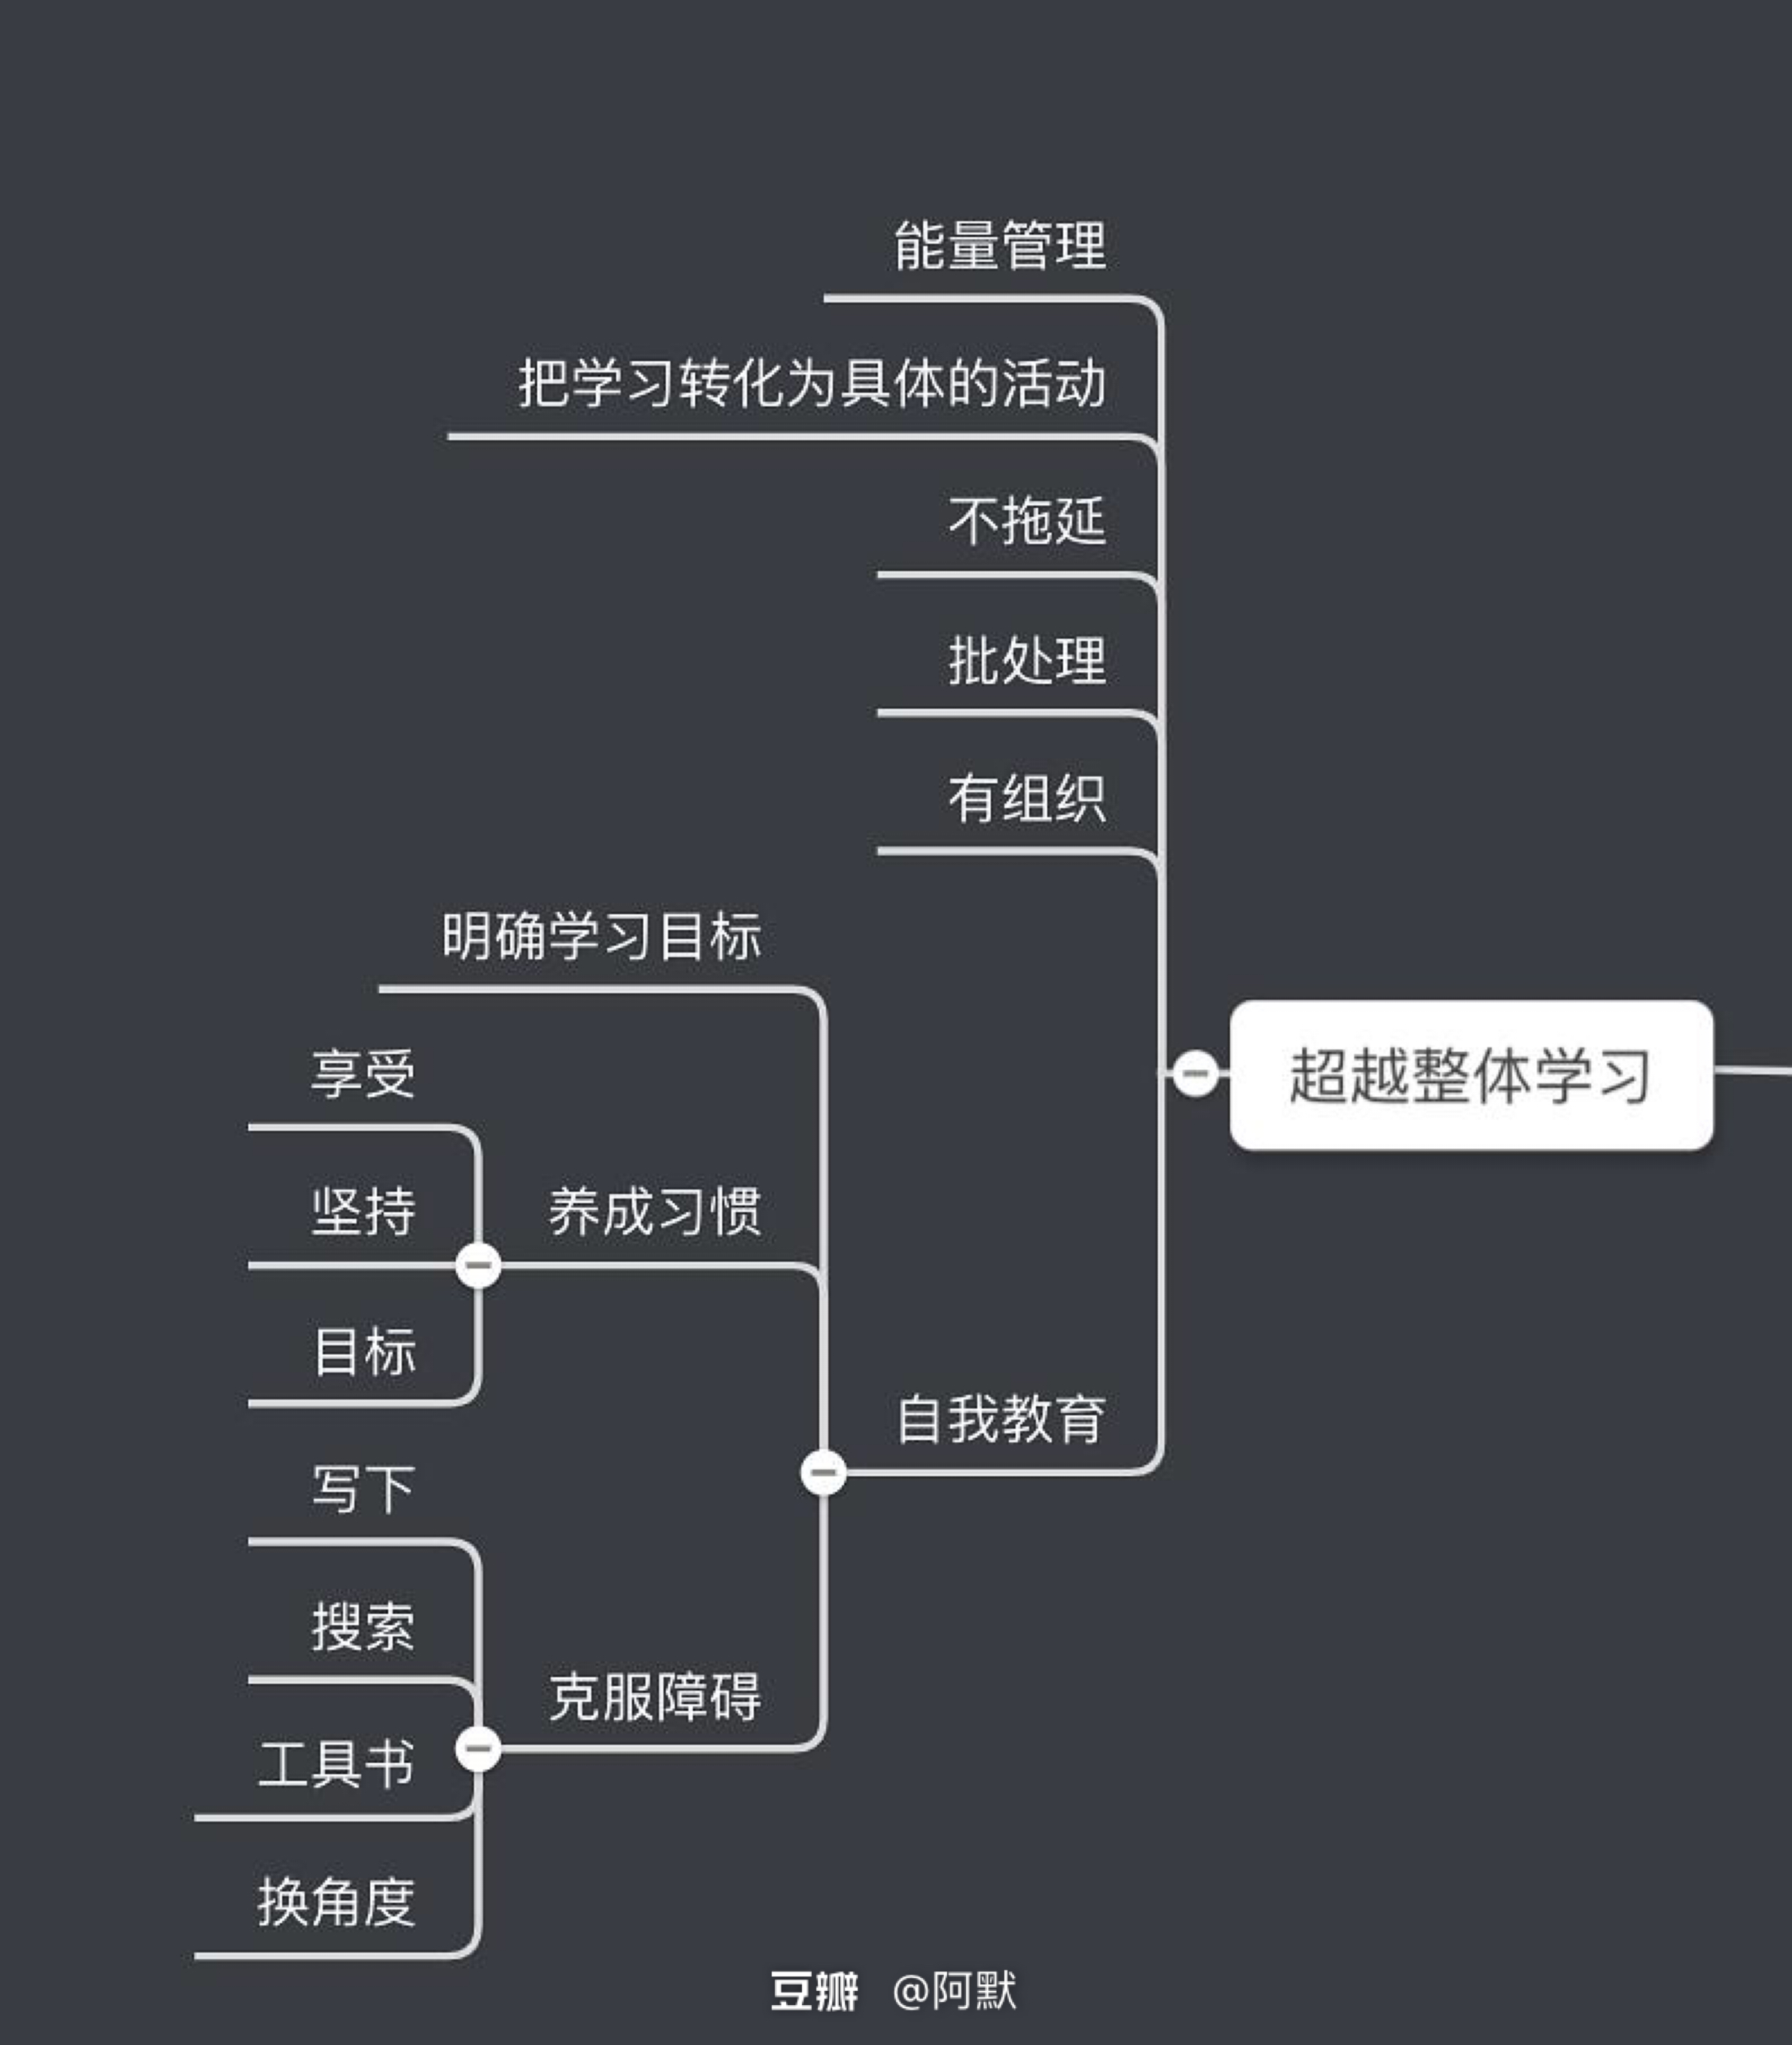 能量管理
把学习转化为具体的活动
不拖延
批处理
有组织
明确学习目标
享受
超越整体学习
坚持
养成习惯
目标
自我教育
写下
搜索
克服障碍
工具书
换角度
豆瓣 @阿默